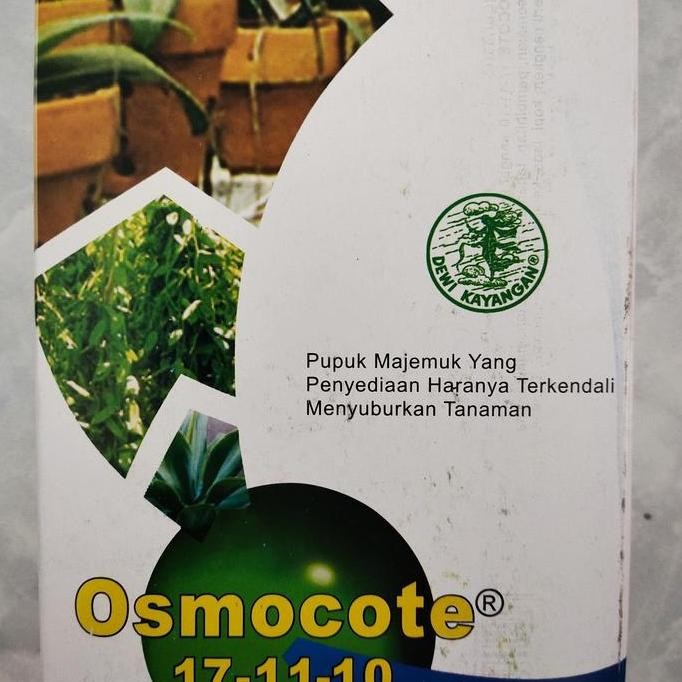 DEWI KAYANGAN®
Pupuk Majemuk Yang
Penyediaan Haranya Terkendali
Menyuburkan Tanaman
Osmocote®
17-11-10